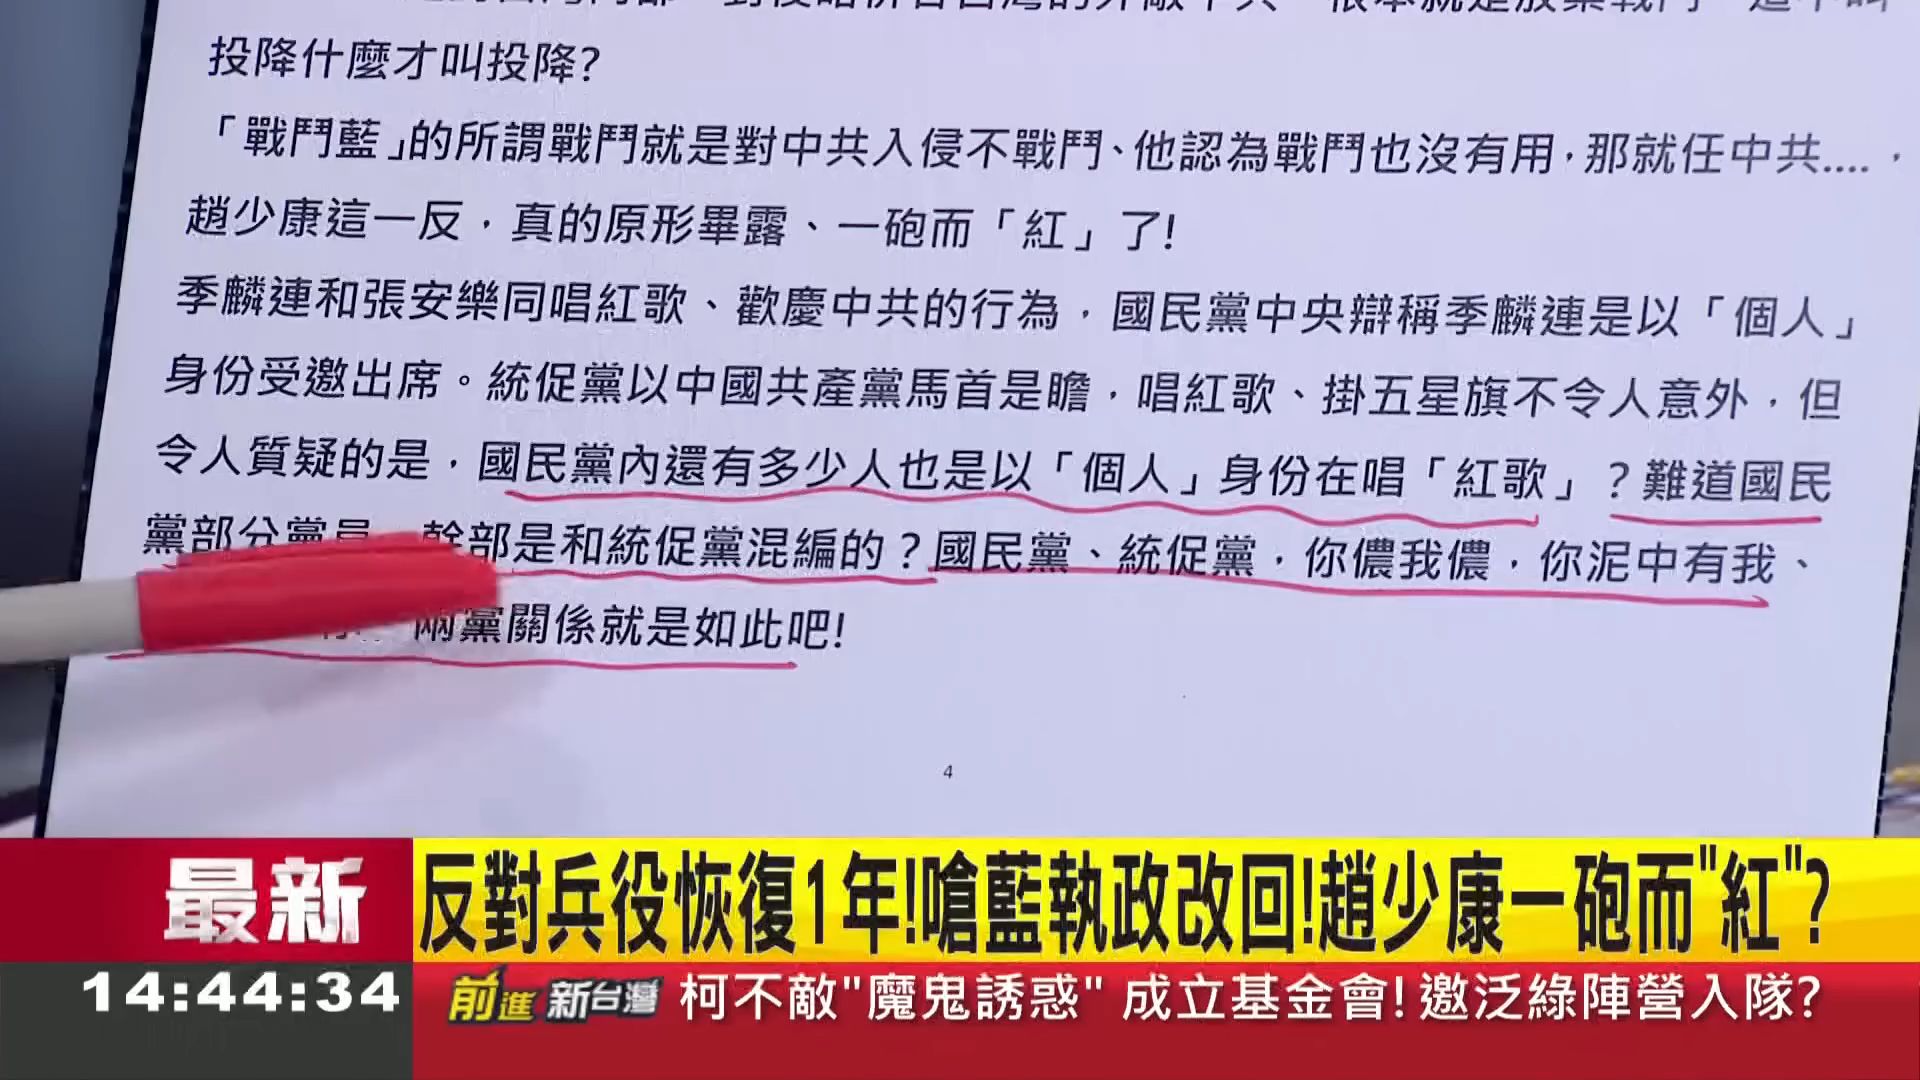 投降什麼才叫投降?
「戰鬥藍」的所謂戰鬥就是對中共入侵不戰鬥、他認為戰鬥也沒有用，那就任中共....，
趙少康這一反，真的原形畢露、一砲而「紅」了!
季麟連和張安樂同唱紅歌、歡慶中共的行為，國民黨中央辯稱季麟連是以「個人」
身份受邀出席。統促黨以中國共產黨馬首是瞻，唱紅歌、掛五星旗不令人意外，但
令人質疑的是，國民黨內還有多少人也是以「個人」身份在唱「紅歌」？難道國民
黨部分黨員、幹部是和統促黨混編的？國民黨、統促黨，你儂我儂，你泥中有我、
兩黨關係就是如此吧!
4
最新
反對兵役恢復1年!嗆藍執政改回!趙少康一砲而"紅"?
14:44:34
前進新台灣
柯不敵"魔鬼誘惑" 成立基金會!邀泛綠陣營入隊?